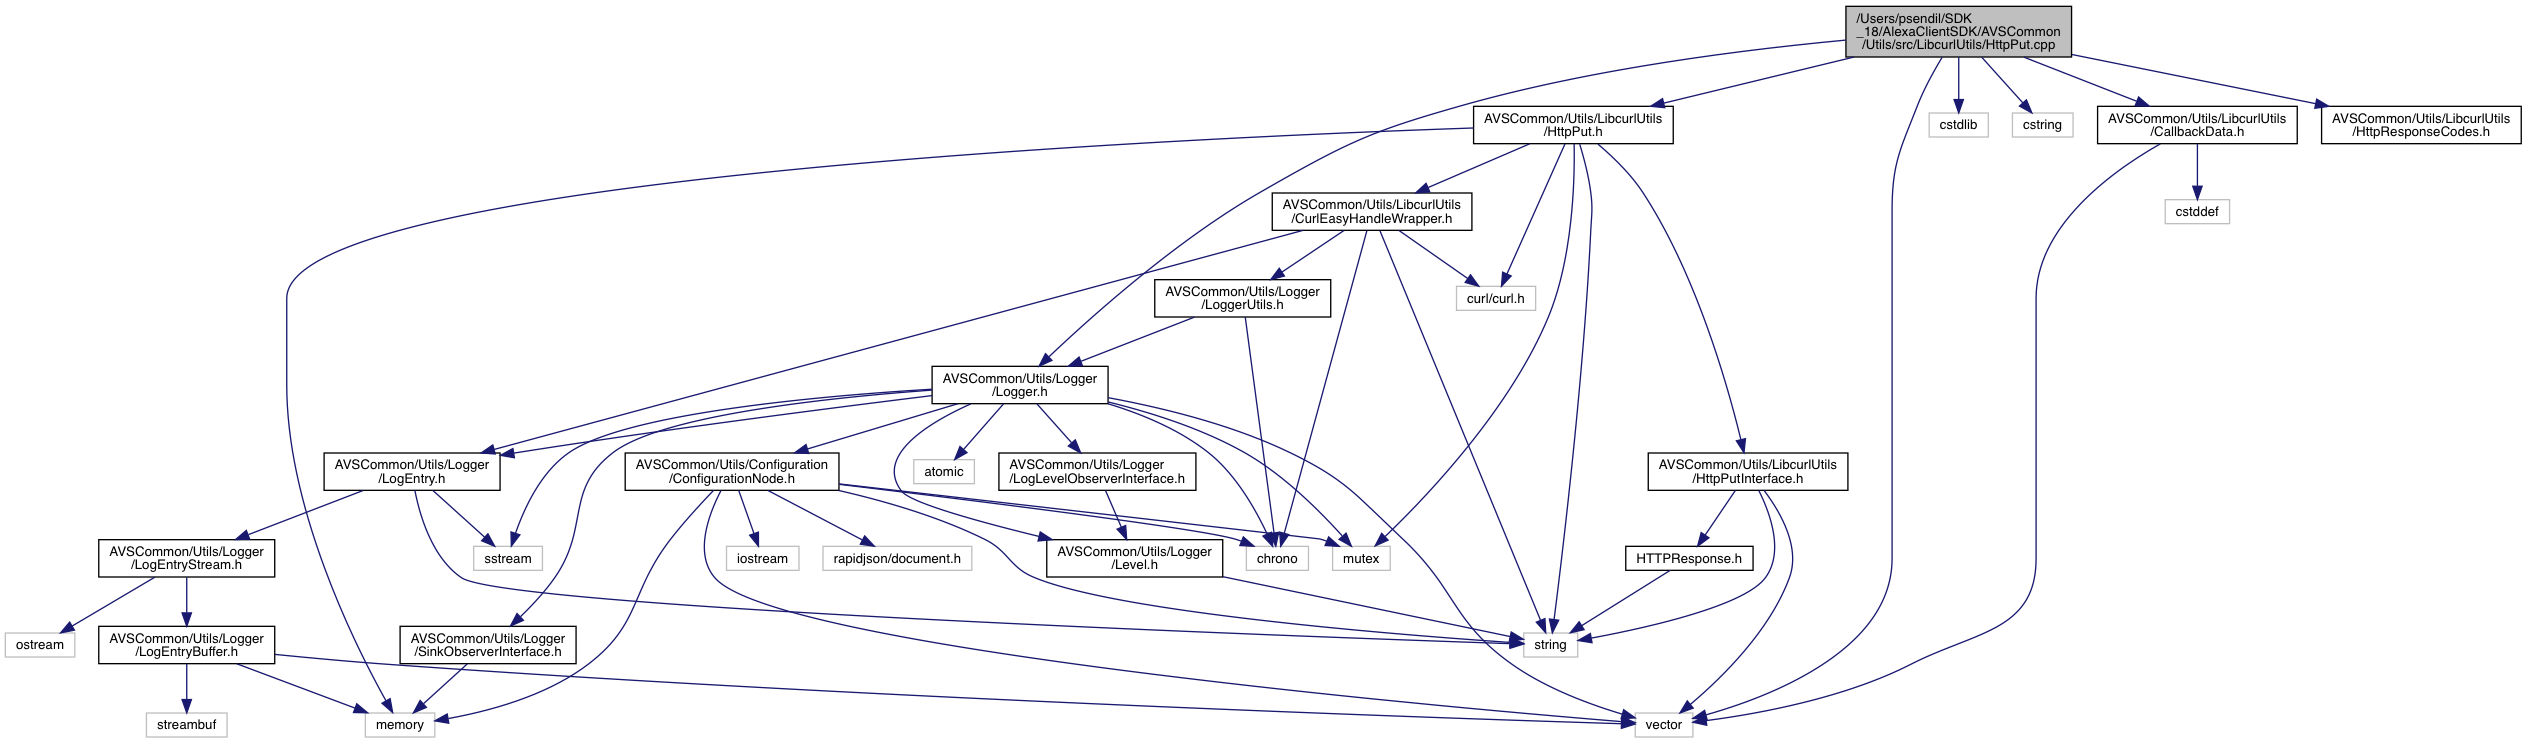 /Users/psendil/SDK
_18/AlexaClientSDK/AVSCommon
/Utils/src/LibcurlUtils/HttpPut.cpp
AVSCommon/Utils/LibcurlUtils
/HttpPut.h
cstdlib
cstring
AVSCommon/Utils/LibcurlUtils
/CallbackData.h
AVSCommon/Utils/LibcurlUtils
/HttpResponseCodes.h
AVSCommon/Utils/LibcurlUtils
/CurlEasyHandleWrapper.h
cstddef
AVSCommon/Utils/Logger
/LoggerUtils.h
curl/curl.h
AVSCommon/Utils/Logger
/Logger.h
AVSCommon/Utils/Logger
/LogEntry.h
AVSCommon/Utils/Configuration
/ConfigurationNode.h
atomic
AVSCommon/Utils/Logger
/LogLevelObserverInterface.h
AVSCommon/Utils/LibcurlUtils
/HttpPutInterface.h
AVSCommon/Utils/Logger
/LogEntryStream.h
sstream
iostream
rapidjson/document.h
AVSCommon/Utils/Logger
/Level.h
chrono
mutex
HTTPResponse.h
ostream
AVSCommon/Utils/Logger
/LogEntryBuffer.h
AVSCommon/Utils/Logger
/SinkObserverInterface.h
string
streambuf
memory
vector